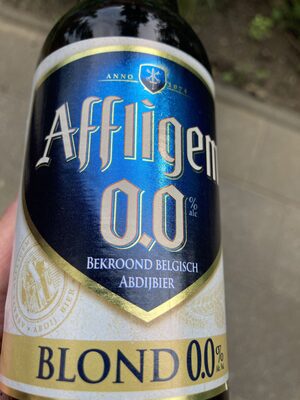 ANNO 1074
Affligem
0.0 % alc
BEKROOND BELGISCH
ABDIJBIER
BLOND 0.0%